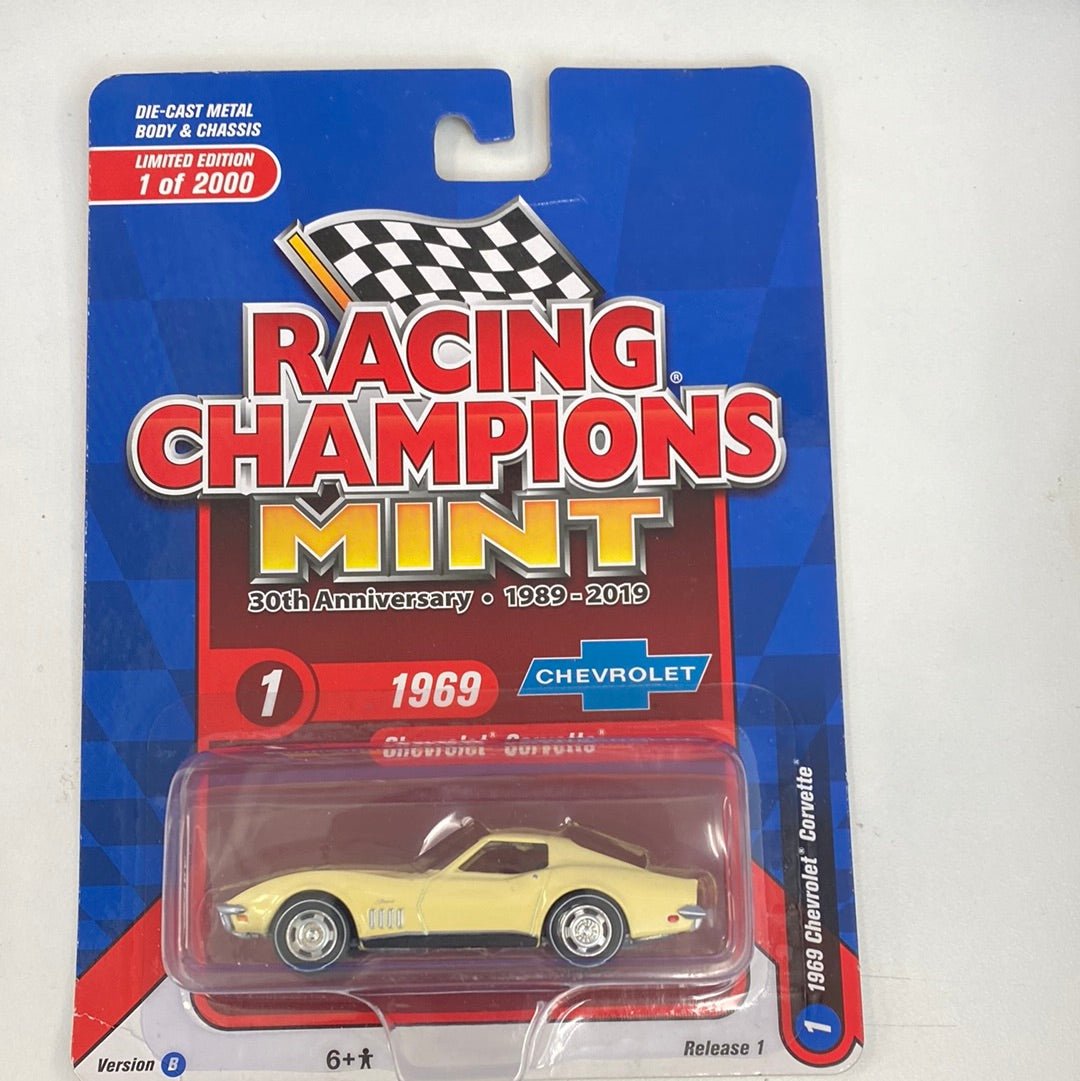 DIE-CAST METAL
BODY & CHASSIS
LIMITED EDITION
1 of 2000
RACING
CHAMPIONS®
MINT
30th Anniversary • 1989-2019
1
1969
CHEVROLET
Chevrolet® Corvette®
1 1969 Chevrolet® Corvette®
Version B
6+
Release 1